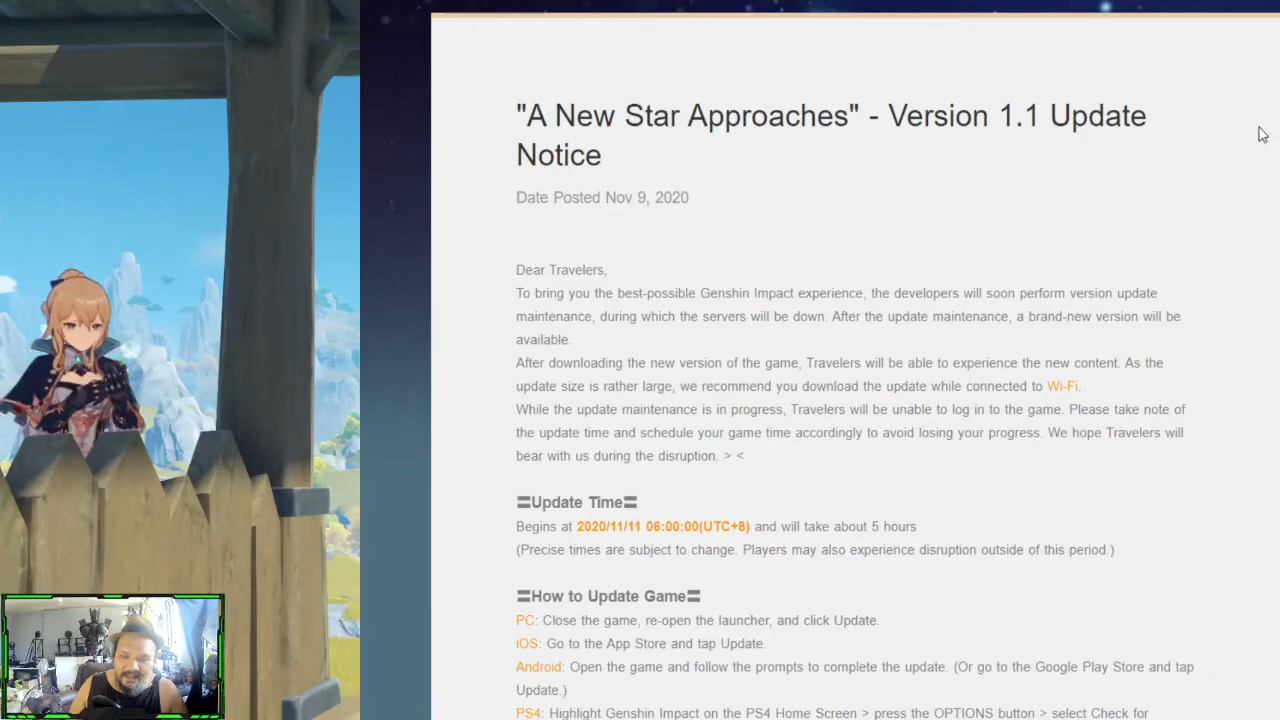 "A New Star Approaches" - Version 1.1 Update
Notice
Date Posted Nov 9, 2020
Dear Travelers,
To bring you the best-possible Genshin Impact experience, the developers will soon perform version update
maintenance, during which the servers will be down. After the update maintenance, a brand-new version will be
available.
After downloading the new version of the game, Travelers will be able to experience the new content. As the
update size is rather large, we recommend you download the update while connected to Wi-Fi.
While the update maintenance is in progress, Travelers will be unable to log in to the game. Please take note of
the update time and schedule your game time accordingly to avoid losing your progress. We hope Travelers will
bear with us during the disruption. > <
〓Update Time〓
Begins at 2020/11/11 06:00:00(UTC+8) and will take about 5 hours
(Precise times are subject to change. Players may also experience disruption outside of this period.)
〓How to Update Game〓
PC: Close the game, re-open the launcher, and click Update.
iOS: Go to the App Store and tap Update.
Android: Open the game and follow the prompts to complete the update. (Or go to the Google Play Store and tap
Update.)
PS4: Highlight Genshin Impact on the PS4 Home Screen > press the OPTIONS button > select Check for